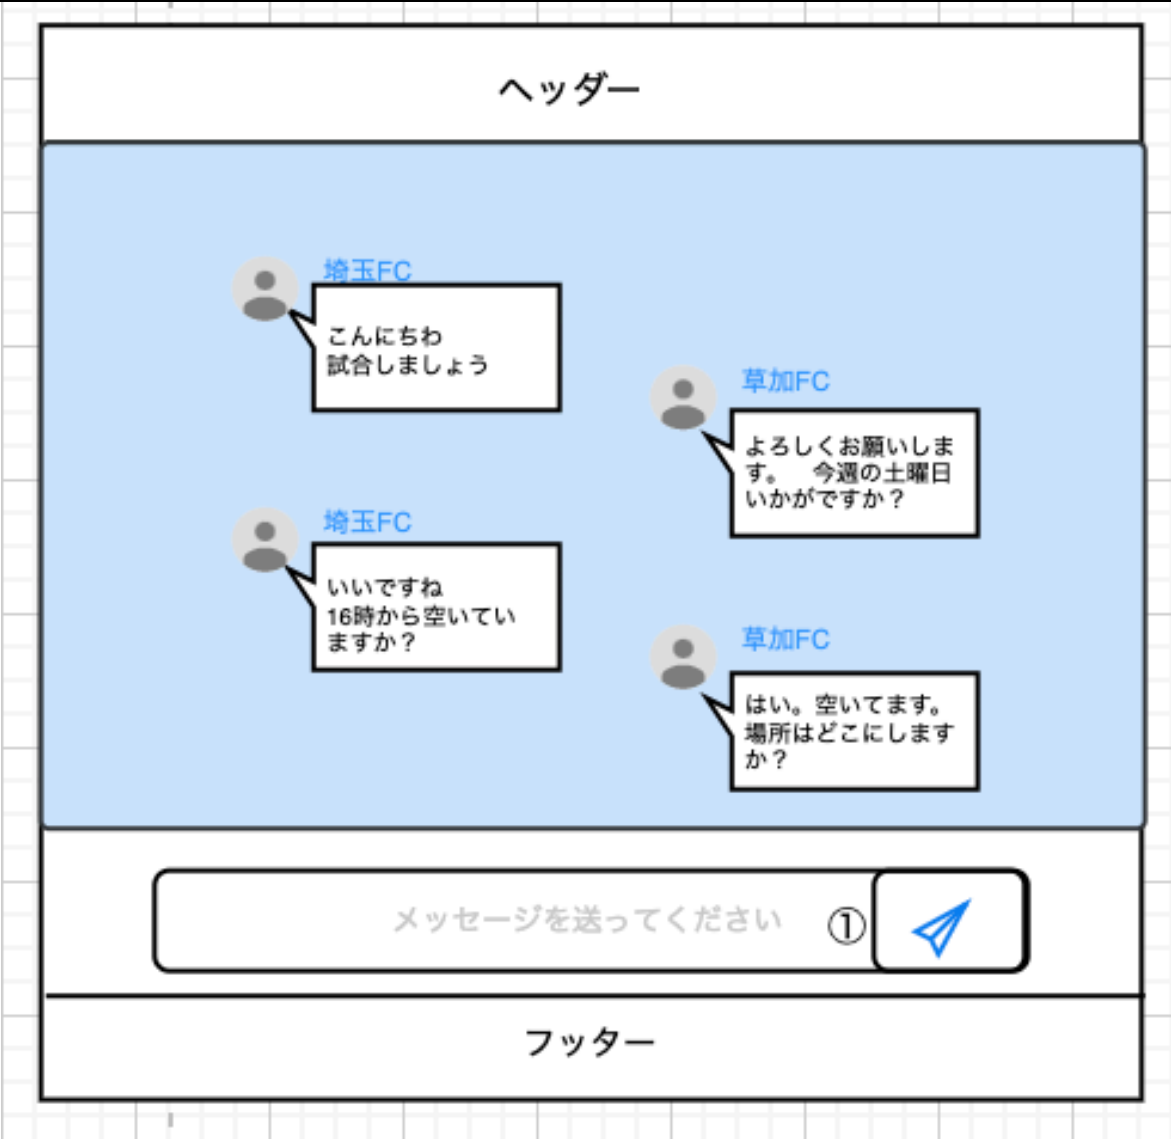 ヘッダー
埼玉FC
こんにちわ
試合しましょう
草加FC
よろしくお願いしま
す。　今週の土曜日
いかがですか？
埼玉FC
いいですね
16時から空いてい
ますか？
草加FC
はい。空いてます。
場所はどこにします
か？
メッセージを送ってください ①
フッター